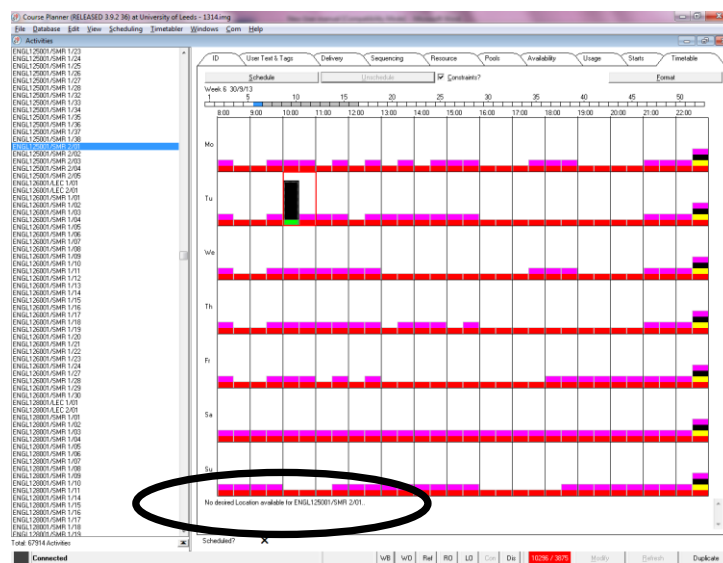 Course Planner (RELEASED 3.9.2 36) at University of Leeds - 1314.img
File Database Edit View Scheduling Timetabler Windows Com Help
Activities
ENGL125001/SMR 1/23
ENGL125001/SMR 1/24
ENGL125001/SMR 1/25
ENGL125001/SMR 1/26
ENGL125001/SMR 1/27
ENGL125001/SMR 1/28
ENGL125001/SMR 1/32
ENGL125001/SMR 1/33
ENGL125001/SMR 1/34
ENGL125001/SMR 1/35
ENGL125001/SMR 1/36
ENGL125001/SMR 1/37
ENGL125001/SMR 1/38
ENGL125001/SMR 2/01
ENGL125001/SMR 2/02
ENGL125001/SMR 2/03
ENGL125001/SMR 2/04
ENGL125001/SMR 2/05
ENGL126001/LEC 1/01
ENGL126001/LEC 2/01
ENGL126001/SMR 1/01
ENGL126001/SMR 1/02
ENGL126001/SMR 1/03
ENGL126001/SMR 1/04
ENGL126001/SMR 1/05
ENGL126001/SMR 1/06
ENGL126001/SMR 1/07
ENGL126001/SMR 1/08
ENGL126001/SMR 1/09
ENGL126001/SMR 1/10
ENGL126001/SMR 1/11
ENGL126001/SMR 1/12
ENGL126001/SMR 1/13
ENGL126001/SMR 1/14
ENGL126001/SMR 1/15
ENGL126001/SMR 1/16
ENGL126001/SMR 1/17
ENGL126001/SMR 1/18
ENGL126001/SMR 1/19
ENGL126001/SMR 1/20
ENGL126001/SMR 1/21
ENGL126001/SMR 1/22
ENGL126001/SMR 1/23
ENGL126001/SMR 1/24
ENGL126001/SMR 1/27
ENGL126001/SMR 1/28
ENGL126001/SMR 1/29
ENGL126001/SMR 1/30
ENGL128001/LEC 1/01
ENGL128001/LEC 2/01
ENGL128001/SMR 1/01
ENGL128001/SMR 1/02
ENGL128001/SMR 1/03
ENGL128001/SMR 1/04
ENGL128001/SMR 1/05
ENGL128001/SMR 1/06
ENGL128001/SMR 1/07
ENGL128001/SMR 1/08
ENGL128001/SMR 1/09
ENGL128001/SMR 1/10
ENGL128001/SMR 1/11
ENGL128001/SMR 1/14
ENGL128001/SMR 1/15
ENGL128001/SMR 1/16
ENGL128001/SMR 1/17
ENGL128001/SMR 1/18
ENGL128001/SMR 1/19
Total: 67914 Activities
ID User Text & Tags Delivery Sequencing Resource Pools Availability Usage Starts Timetable
Schedule Unschedule Constraints? Format
Week 6 30/9/13
1 5 10 15 20 25 30 35 40 45 50
8:00 9:00 10:00 11:00 12:00 13:00 14:00 15:00 16:00 17:00 18:00 19:00 20:00 21:00 22:00
Mo
Tu
We
Th
Fr
Sa
Su
No desired Location available for ENGL125001/SMR 2/01..
Scheduled?
Connected WB WD Ref RO LO Con Dis 10296 / 3875 Modify Refresh Duplicate